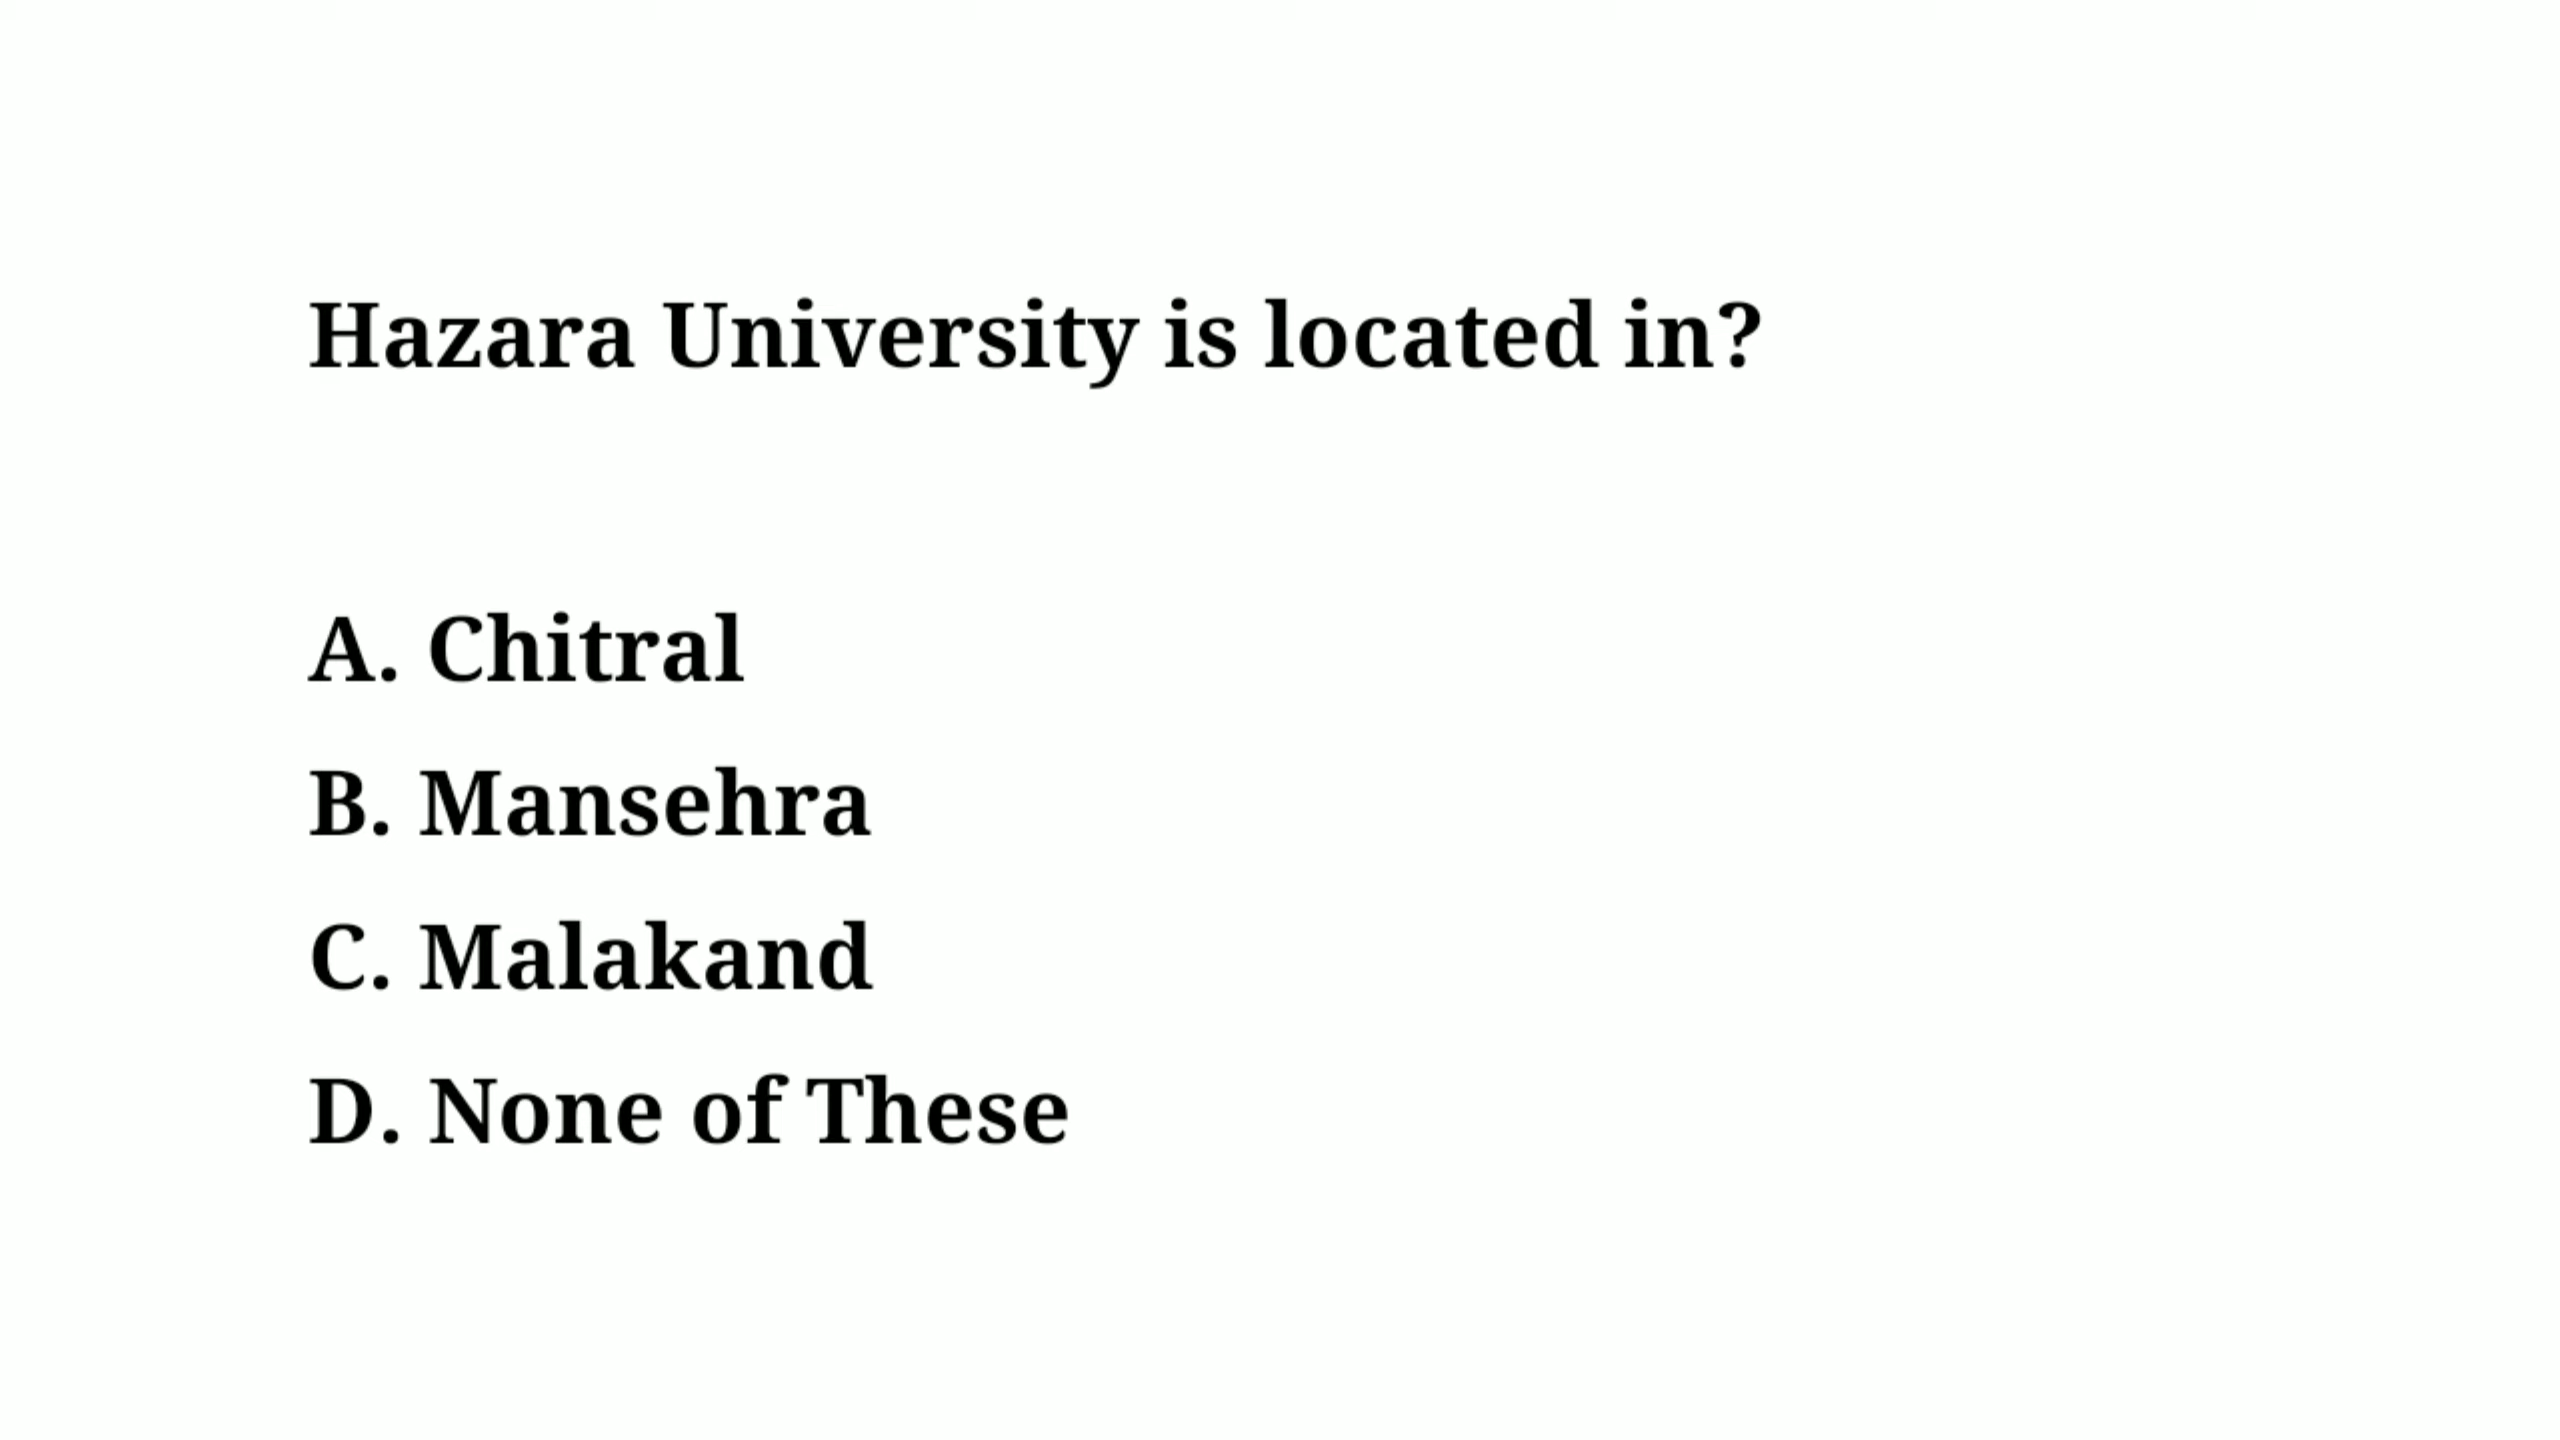 Hazara University is located in?
A. Chitral
B. Mansehra
C. Malakand
D. None of These